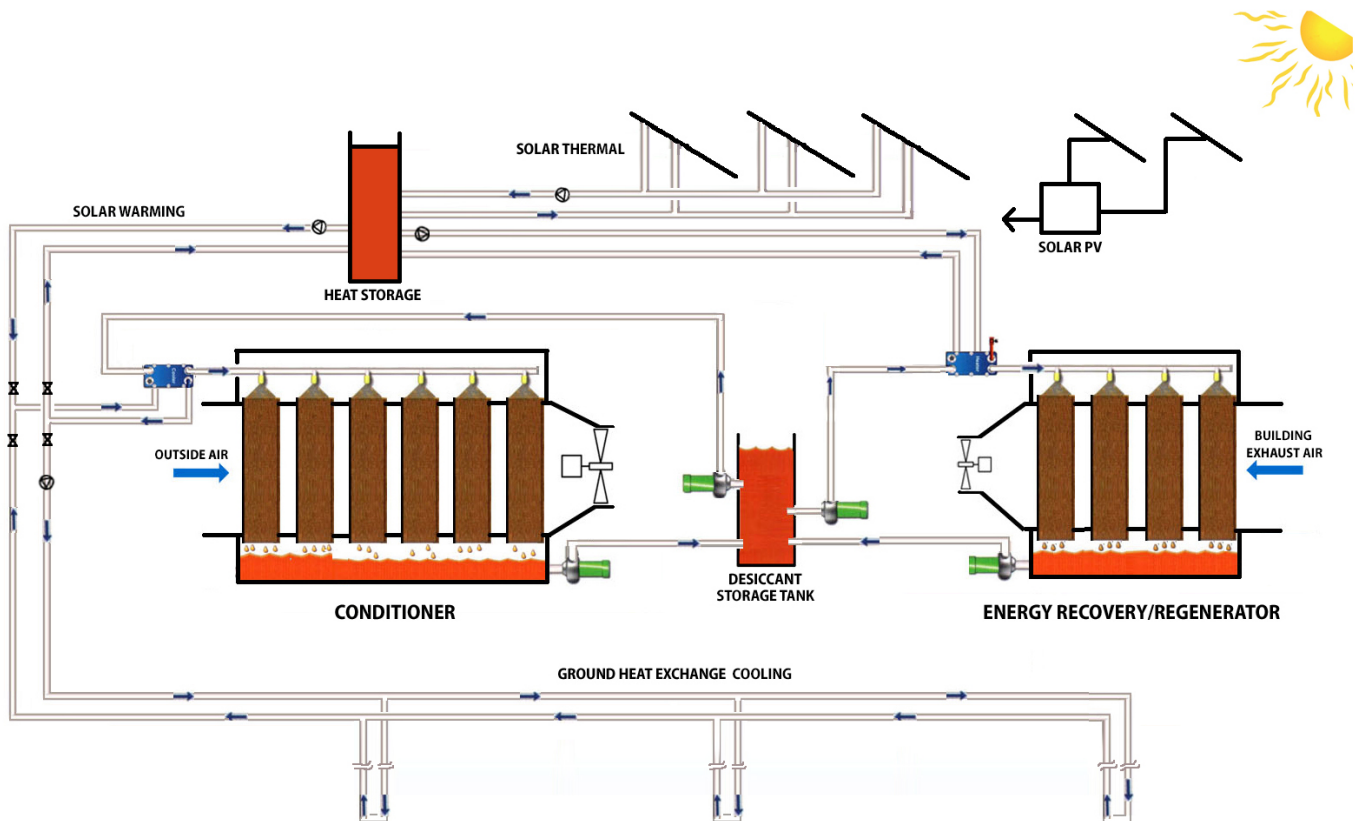 SOLAR THERMAL
SOLAR WARMING
SOLAR PV
HEAT STORAGE
OUTSIDE AIR
BUILDING
EXHAUST AIR
DESICCANT
STORAGE TANK
CONDITIONER
ENERGY RECOVERY/REGENERATOR
GROUND HEAT EXCHANGE COOLING